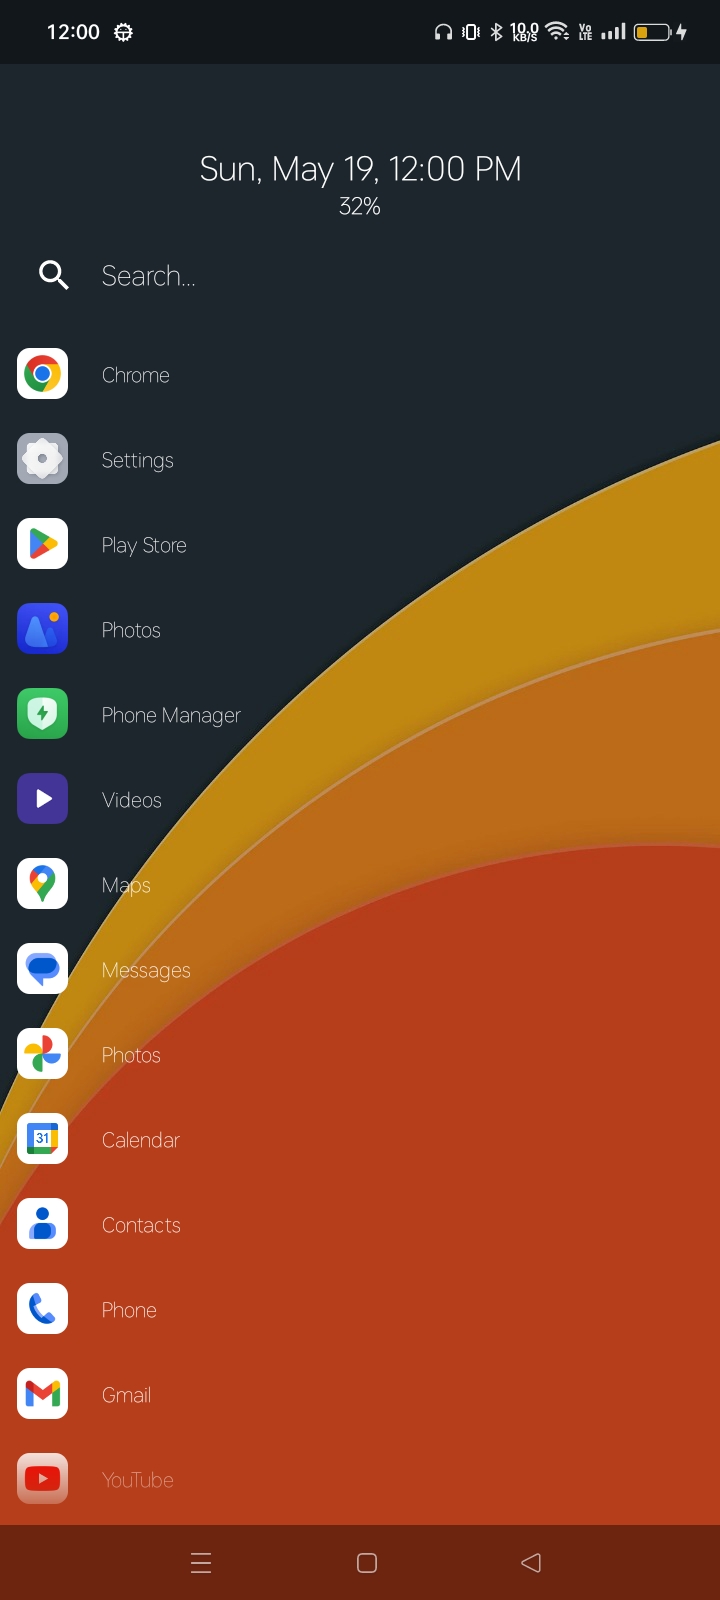 12:00 10.0 KB/S Vo LTE
Sun, May 19, 12:00 PM
32%
Search...
Chrome
Settings
Play Store
Photos
Phone Manager
Videos
Maps
Messages
Photos
31 Calendar
Contacts
Phone
Gmail
YouTube